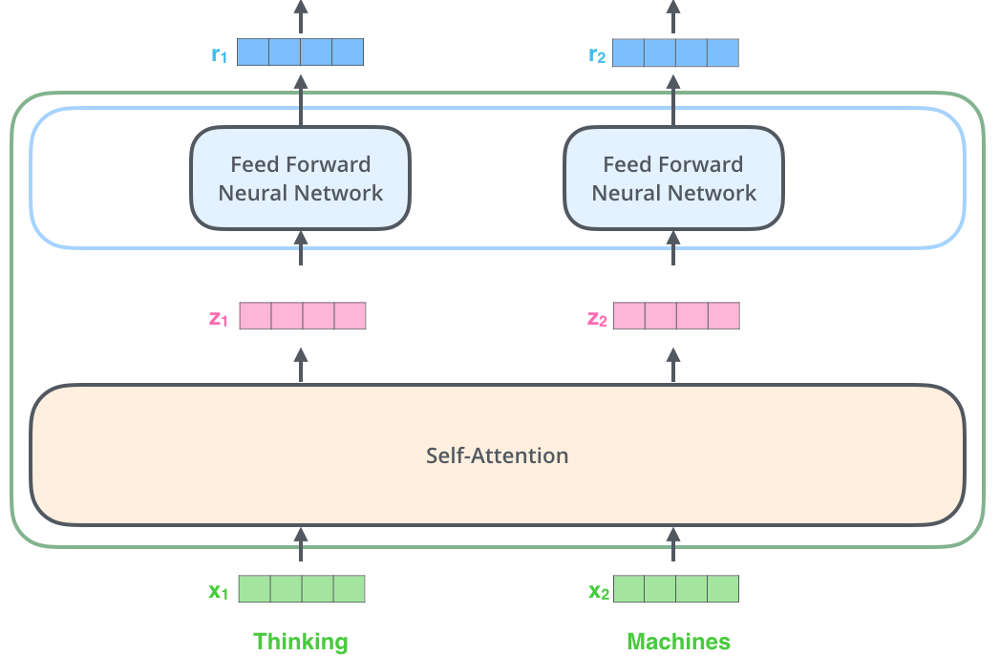 r₁ r₂
Feed Forward Neural Network
Feed Forward Neural Network
z₁ z₂
Self-Attention
x₁ x₂
Thinking Machines